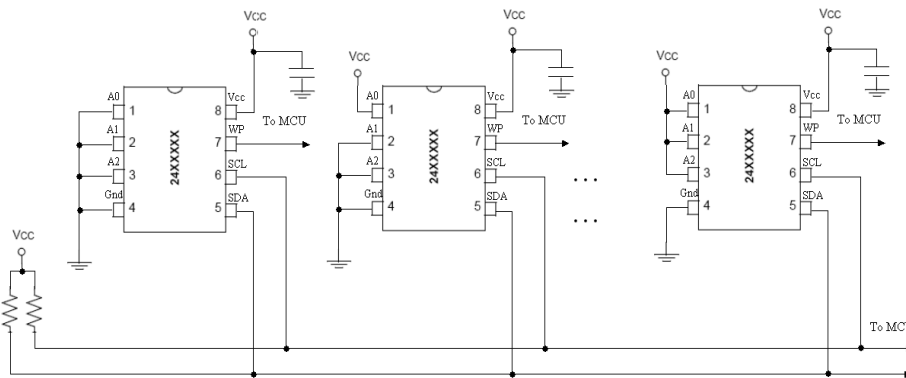 Vcc
Vcc
Vcc
Vcc
Vcc
A0
1
A1
2
A2
3
Gnd
4
24XXXXX
Vcc
8
WP
7
SCL
6
SDA
5
To MCU
A0
1
A1
2
A2
3
Gnd
4
24XXXXX
Vcc
8
WP
7
SCL
6
SDA
5
To MCU
...
...
A0
1
A1
2
A2
3
Gnd
4
24XXXXX
Vcc
8
WP
7
SCL
6
SDA
5
To MCU
Vcc
To MC